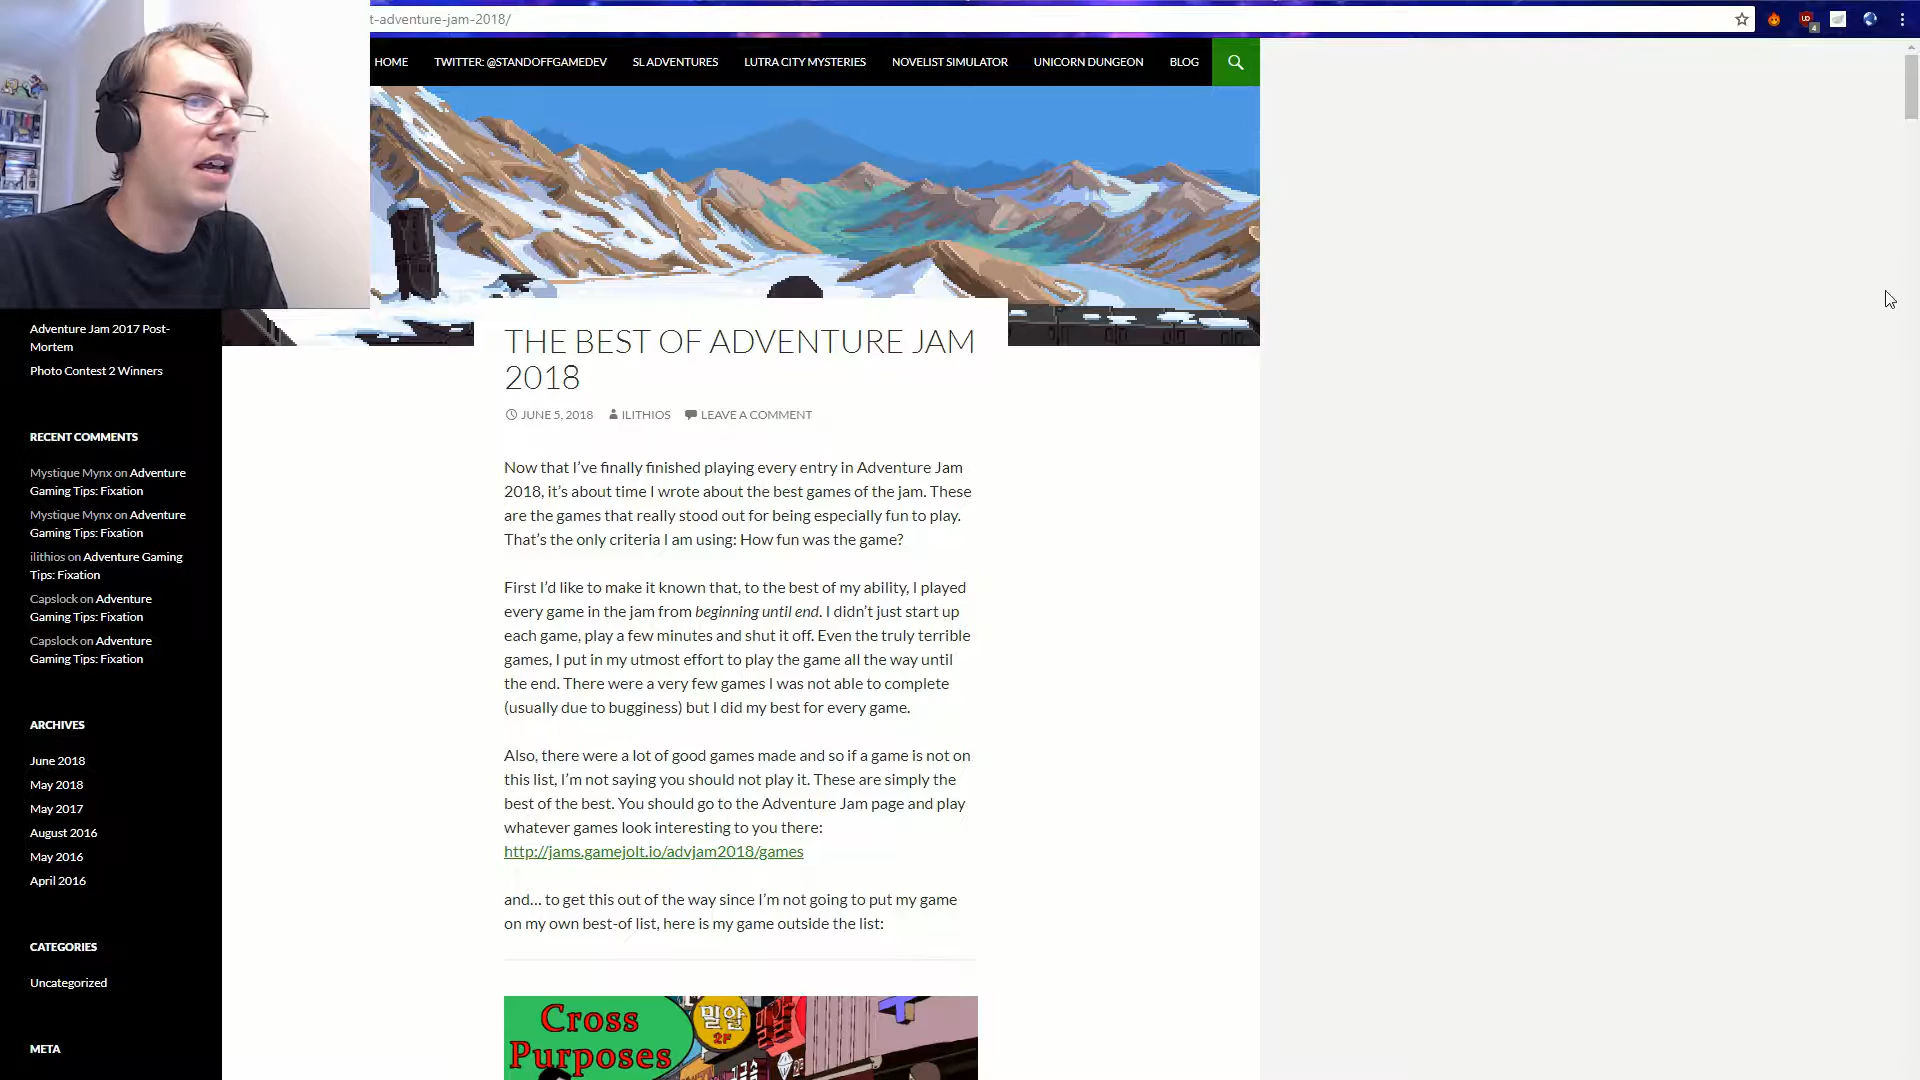 t-adventure-jam-2018/
4
HOME TWITTER: @STANDOFFGAMEDEV SL ADVENTURES LUTRA CITY MYSTERIES NOVELIST SIMULATOR UNICORN DUNGEON BLOG
Adventure Jam 2017 Post-
Mortem
Photo Contest 2 Winners
RECENT COMMENTS
Mystique Mynx on Adventure
Gaming Tips: Fixation
Mystique Mynx on Adventure
Gaming Tips: Fixation
ilithios on Adventure Gaming
Tips: Fixation
Capslock on Adventure
Gaming Tips: Fixation
Capslock on Adventure
Gaming Tips: Fixation
ARCHIVES
June 2018
May 2018
May 2017
August 2016
May 2016
April 2016
CATEGORIES
Uncategorized
META
THE BEST OF ADVENTURE JAM
2018
JUNE 5, 2018 ILITHIOS LEAVE A COMMENT
Now that I've finally finished playing every entry in Adventure Jam
2018, it's about time I wrote about the best games of the jam. These
are the games that really stood out for being especially fun to play.
That's the only criteria I am using: How fun was the game?
First I'd like to make it known that, to the best of my ability, I played
every game in the jam from beginning until end. I didn't just start up
each game, play a few minutes and shut it off. Even the truly terrible
games, I put in my utmost effort to play the game all the way until
the end. There were a very few games I was not able to complete
(usually due to bugginess) but I did my best for every game.
Also, there were a lot of good games made and so if a game is not on
this list, I'm not saying you should not play it. These are simply the
best of the best. You should go to the Adventure Jam page and play
whatever games look interesting to you there:
http://jams.gamejolt.io/advjam2018/games
and… to get this out of the way since I'm not going to put my game
on my own best-of list, here is my game outside the list:
Cross
Purposes
밀알
2F